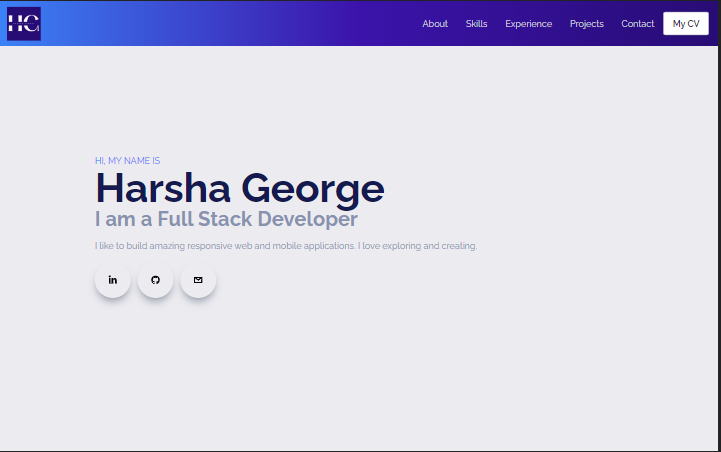 HC
About Skills Experience Projects Contact My CV
HI, MY NAME IS
Harsha George
I am a Full Stack Developer
I like to build amazing responsive web and mobile applications. I love exploring and creating.
in